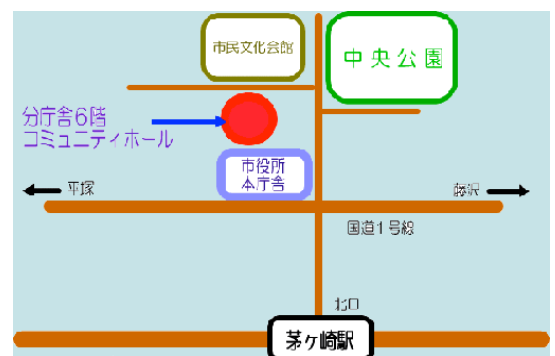 市民文化会館
中央公園
分庁舎6階
コミュニティホール
市役所
本庁舎
平塚
藤沢
国道1号線
北口
茅ヶ崎駅